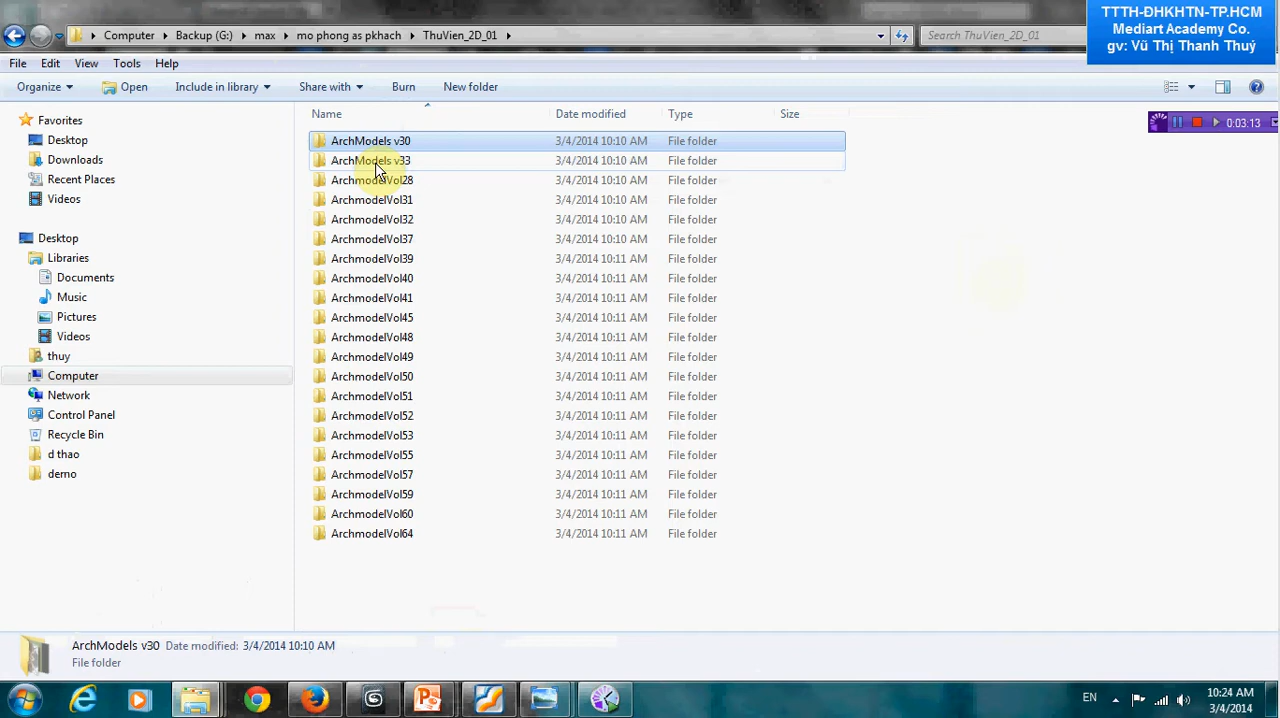 TTTH-ĐHKHTN-TP.HCM
Mediart Academy Co.
gv: Vũ Thị Thanh Thuý
Computer Backup (G:) max mo phong as pkhach ThuVien_2D_01
Search ThuVien_2D_01
File Edit View Tools Help
Organize Open Include in library Share with Burn New folder
Name Date modified Type Size
0:03:13
Favorites
Desktop
Downloads
Recent Places
Videos
Desktop
Libraries
Documents
Music
Pictures
Videos
thuy
Computer
Network
Control Panel
Recycle Bin
d thao
demo
ArchModels v30 3/4/2014 10:10 AM File folder
ArchModels v33 3/4/2014 10:10 AM File folder
ArchmodelVol28 3/4/2014 10:10 AM File folder
ArchmodelVol31 3/4/2014 10:10 AM File folder
ArchmodelVol32 3/4/2014 10:10 AM File folder
ArchmodelVol37 3/4/2014 10:10 AM File folder
ArchmodelVol39 3/4/2014 10:11 AM File folder
ArchmodelVol40 3/4/2014 10:11 AM File folder
ArchmodelVol41 3/4/2014 10:11 AM File folder
ArchmodelVol45 3/4/2014 10:11 AM File folder
ArchmodelVol48 3/4/2014 10:11 AM File folder
ArchmodelVol49 3/4/2014 10:11 AM File folder
ArchmodelVol50 3/4/2014 10:11 AM File folder
ArchmodelVol51 3/4/2014 10:11 AM File folder
ArchmodelVol52 3/4/2014 10:11 AM File folder
ArchmodelVol53 3/4/2014 10:11 AM File folder
ArchmodelVol55 3/4/2014 10:11 AM File folder
ArchmodelVol57 3/4/2014 10:11 AM File folder
ArchmodelVol59 3/4/2014 10:11 AM File folder
ArchmodelVol60 3/4/2014 10:11 AM File folder
ArchmodelVol64 3/4/2014 10:11 AM File folder
ArchModels v30 Date modified: 3/4/2014 10:10 AM
File folder
EN
10:24 AM
3/4/2014